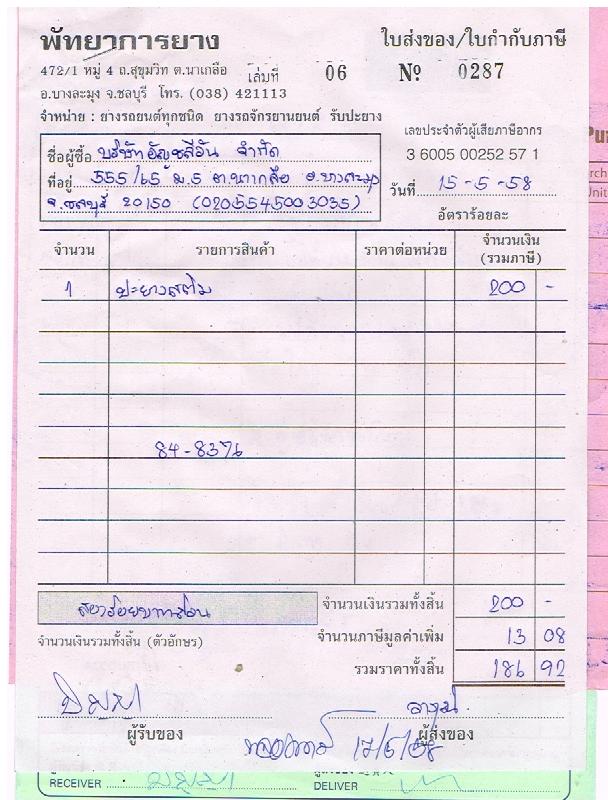 พัทยาการยาง
ใบส่งของ/ใบกำกับภาษี
472/1 หมู่ 4 ถ.สุขุมวิท ต.นาเกลือ
เล่มที่ 06 Nº 0287
อ.บางละมุง จ.ชลบุรี โทร. (038) 421113
จำหน่าย : ยางรถยนต์ทุกชนิด ยางรถจักรยานยนต์ รับปะยาง
เลขประจำตัวผู้เสียภาษีอากร
3 6005 00252 57 1
ชื่อผู้ซื้อ บริษัท อัญชลีอัน จำกัด
ที่อยู่ 555/65 ม.5 ต.นาเกลือ อ.บางละมุง
จ.ชลบุรี 20150 (0205545003035)
วันที่ 15-5-58
อัตราร้อยละ
จำนวน รายการสินค้า ราคาต่อหน่วย จำนวนเงิน
(รวมภาษี)
1 ปะยางสตีม 200 -
84-8376
สองร้อยบาทถ้วน
จำนวนเงินรวมทั้งสิ้น 200 -
จำนวนเงินรวมทั้งสิ้น (ตัวอักษร)
จำนวนภาษีมูลค่าเพิ่ม 13 08
รวมราคาทั้งสิ้น 186 92
ผู้รับของ
ผู้ส่งของ
RECEIVER
DELIVER